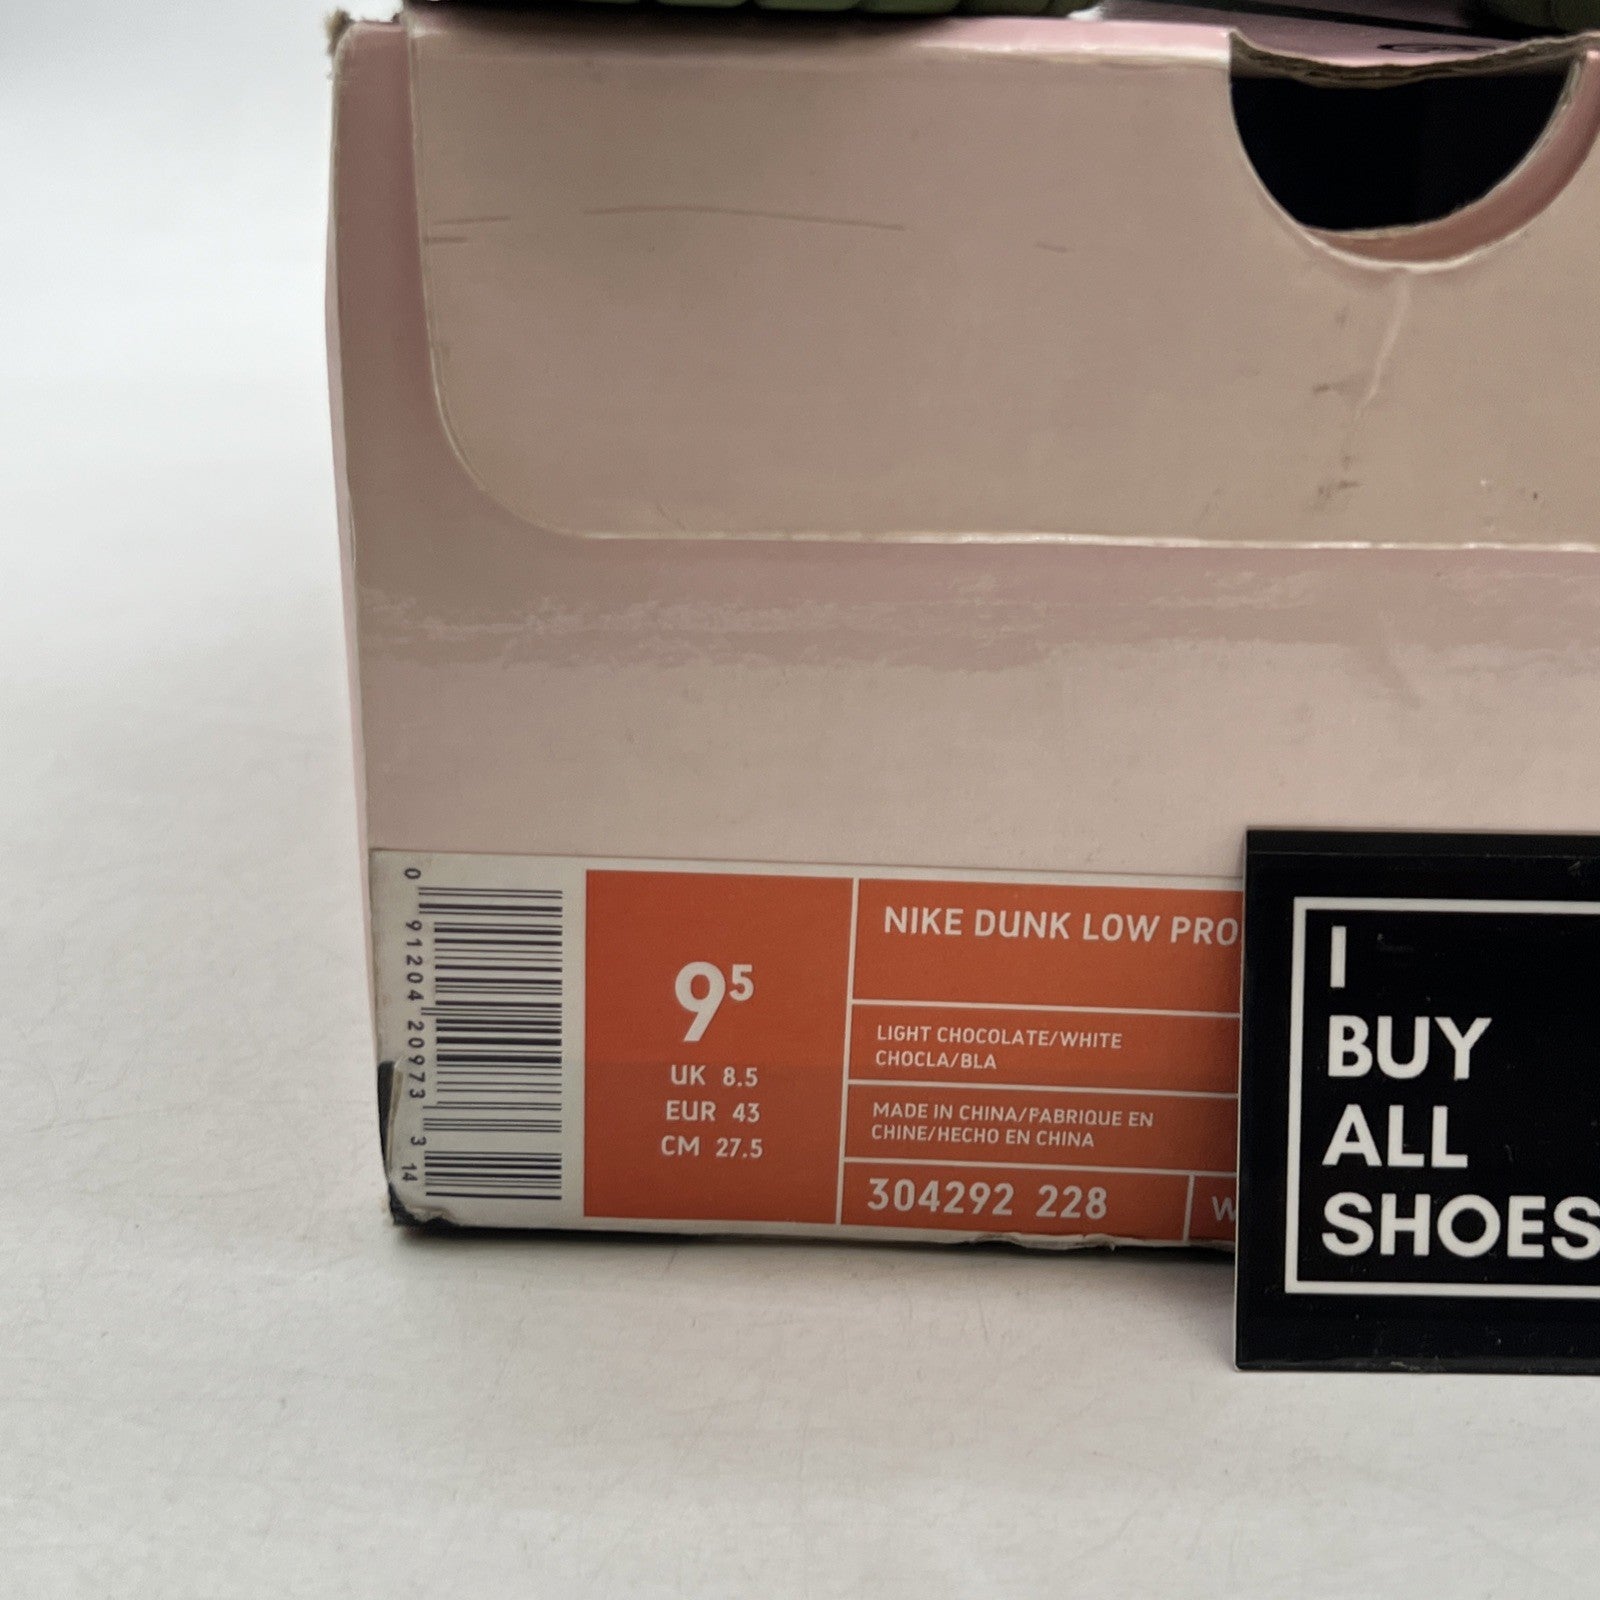 0 91204 20973 3 14
9⁵
UK 8.5
EUR 43
CM 27.5
NIKE DUNK LOW PRO
LIGHT CHOCOLATE/WHITE
CHOCLA/BLA
MADE IN CHINA/FABRIQUE EN
CHINE/HECHO EN CHINA
304292 228
W
I
BUY
ALL
SHOES